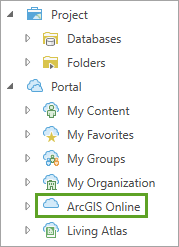 Project
Databases
Folders
Portal
My Content
My Favorites
My Groups
My Organization
ArcGIS Online
Living Atlas